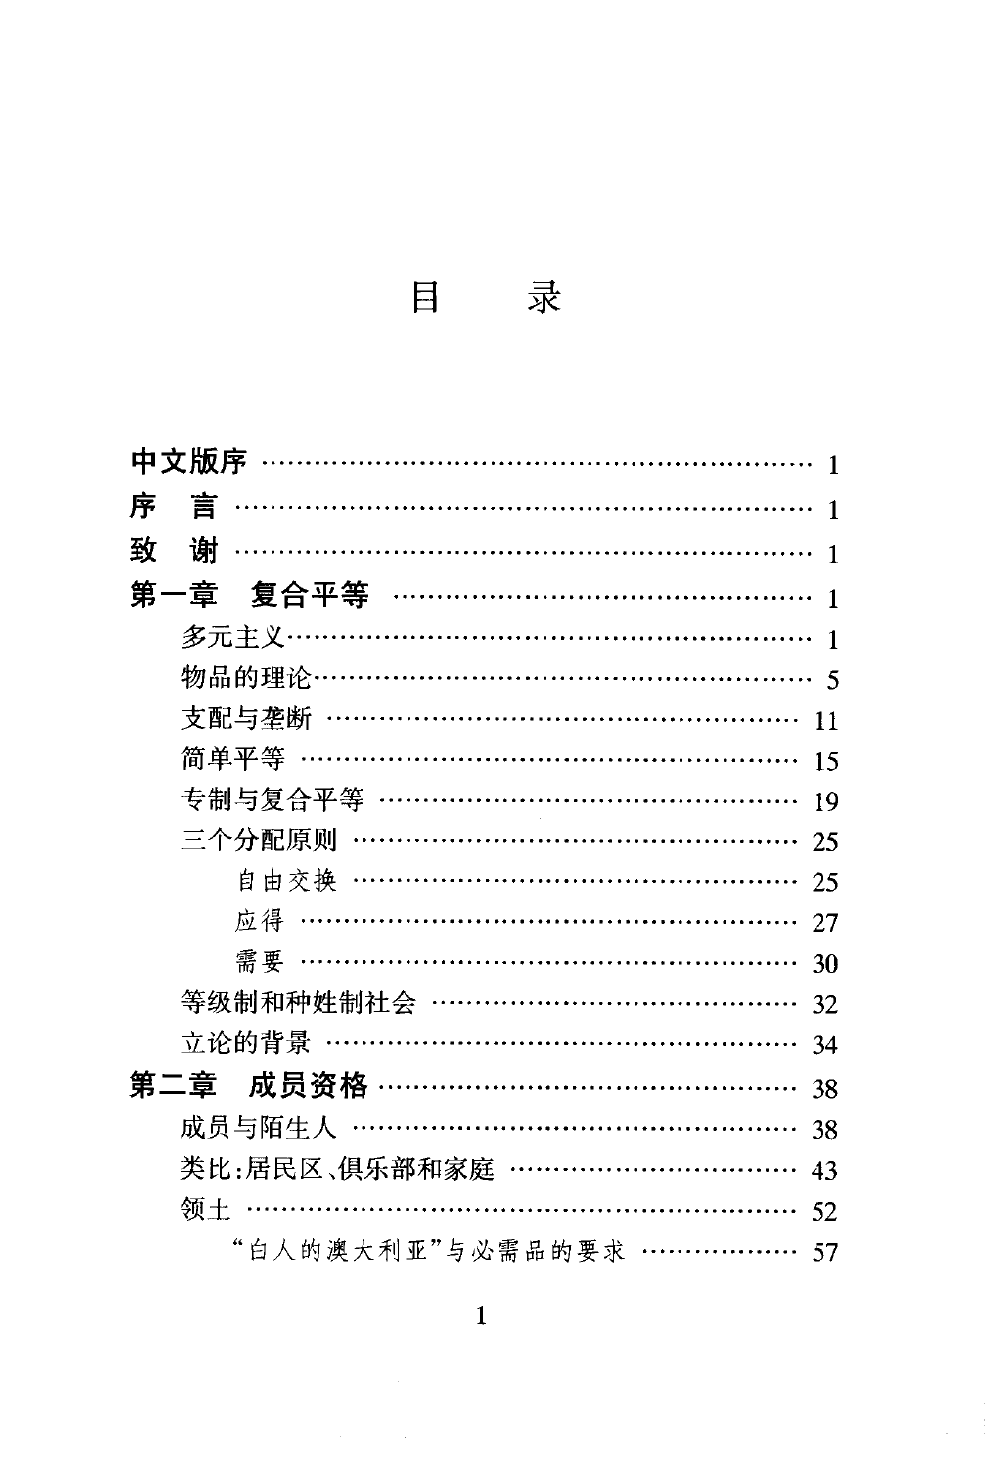 目 录
中文版序 …………………………………………………… 1
序 言 …………………………………………………… 1
致 谢 …………………………………………………… 1
第一章 复合平等 …………………………………… 1
多元主义…………………………………………………… 1
物品的理论………………………………………………… 5
支配与垄断 ……………………………………………… 11
简单平等 ………………………………………………… 15
专制与复合平等 ………………………………………… 19
三个分配原则 …………………………………………… 25
自由交换 ……………………………………………… 25
应得 …………………………………………………… 27
需要 …………………………………………………… 30
等级制和种姓制社会 …………………………………… 32
立论的背景 ……………………………………………… 34
第二章 成员资格 …………………………………… 38
成员与陌生人 …………………………………………… 38
类比:居民区、俱乐部和家庭 ………………………… 43
领土 ……………………………………………………… 52
“白人的澳大利亚”与必需品的要求 ……………… 57
1